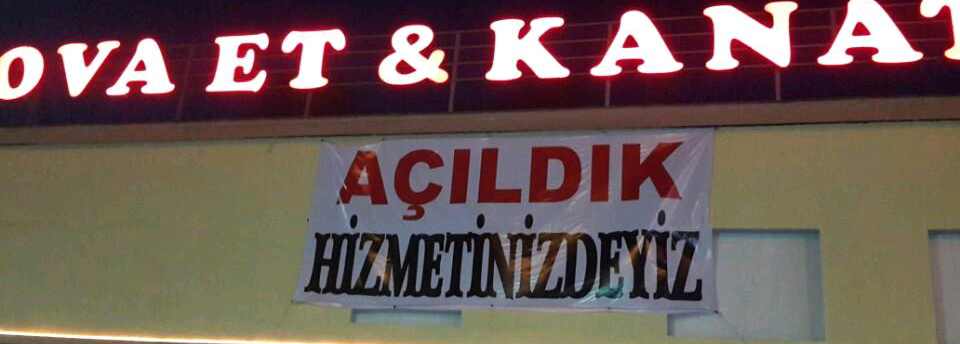 OVA ET & KANAT
AÇILDIK
HİZMETİNİZDEYİZ